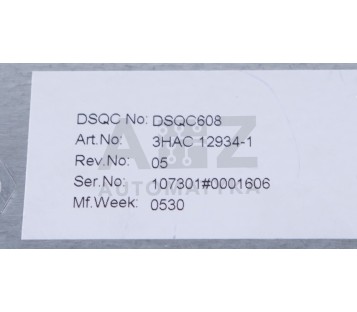 DSQC No: DSQC608
Art.No: 3HAC 12934-1
Rev.No: 05
Ser.No: 107301#0001606
Mf.Week: 0530